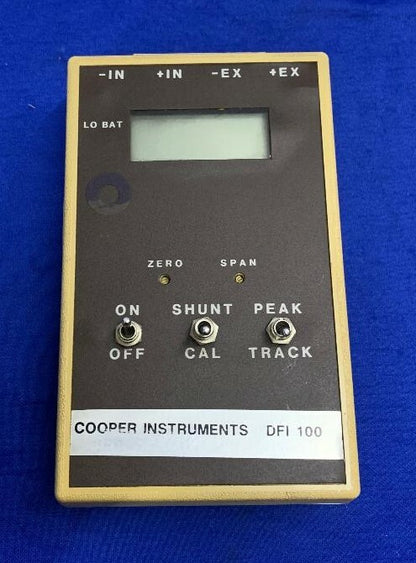 -IN +IN -EX +EX
LO BAT
ZERO SPAN
ON SHUNT PEAK
OFF CAL TRACK
COOPER INSTRUMENTS DFI 100